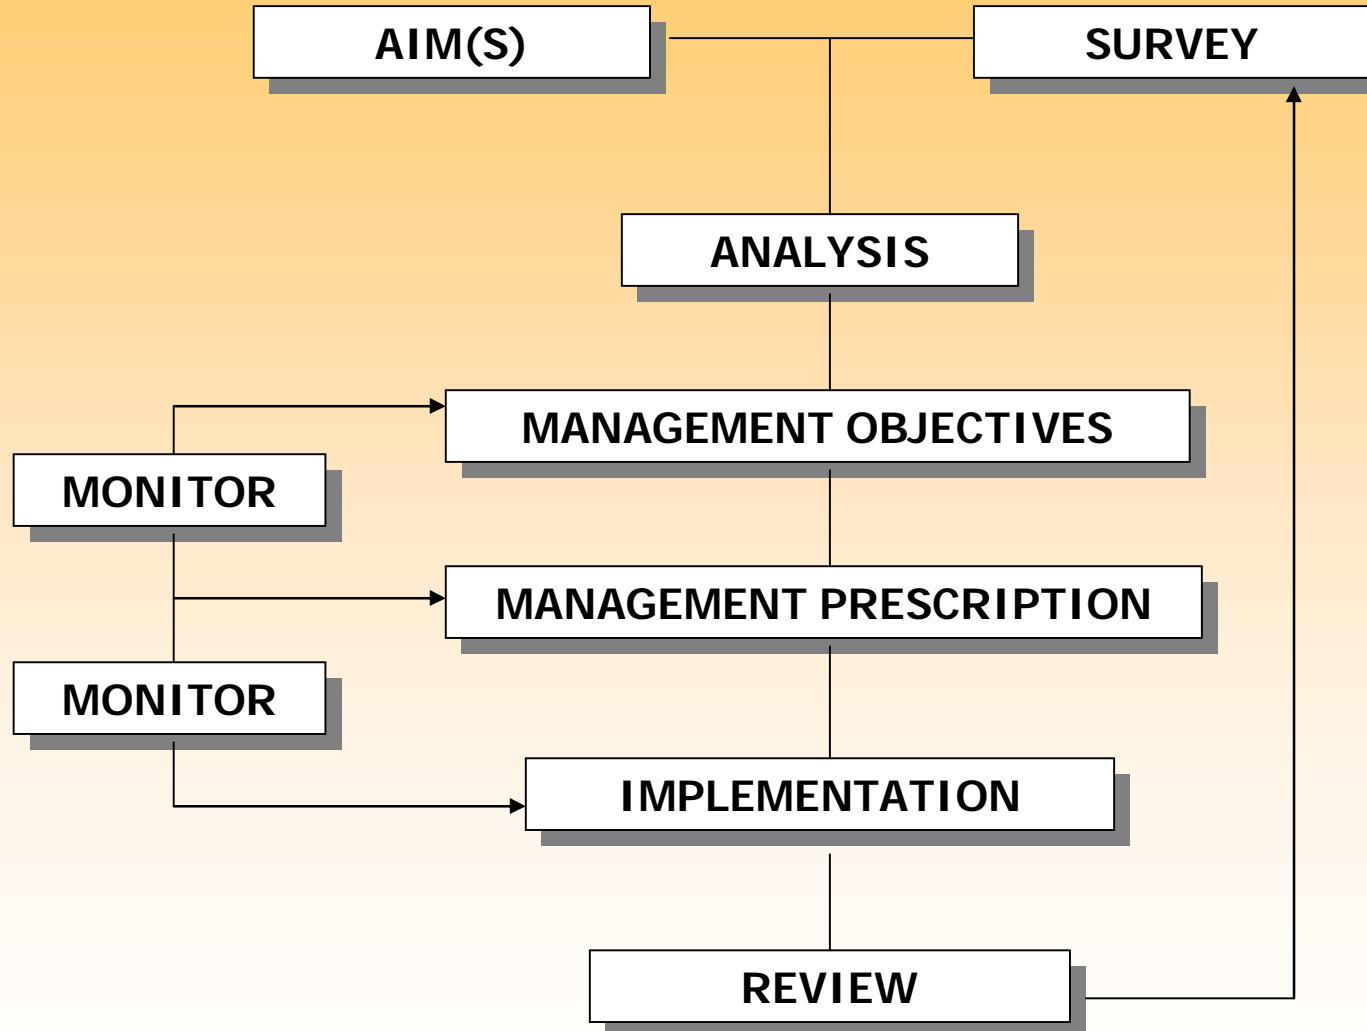 AIM(S)
SURVEY
ANALYSIS
MANAGEMENT OBJECTIVES
MONITOR
MANAGEMENT PRESCRIPTION
MONITOR
IMPLEMENTATION
REVIEW